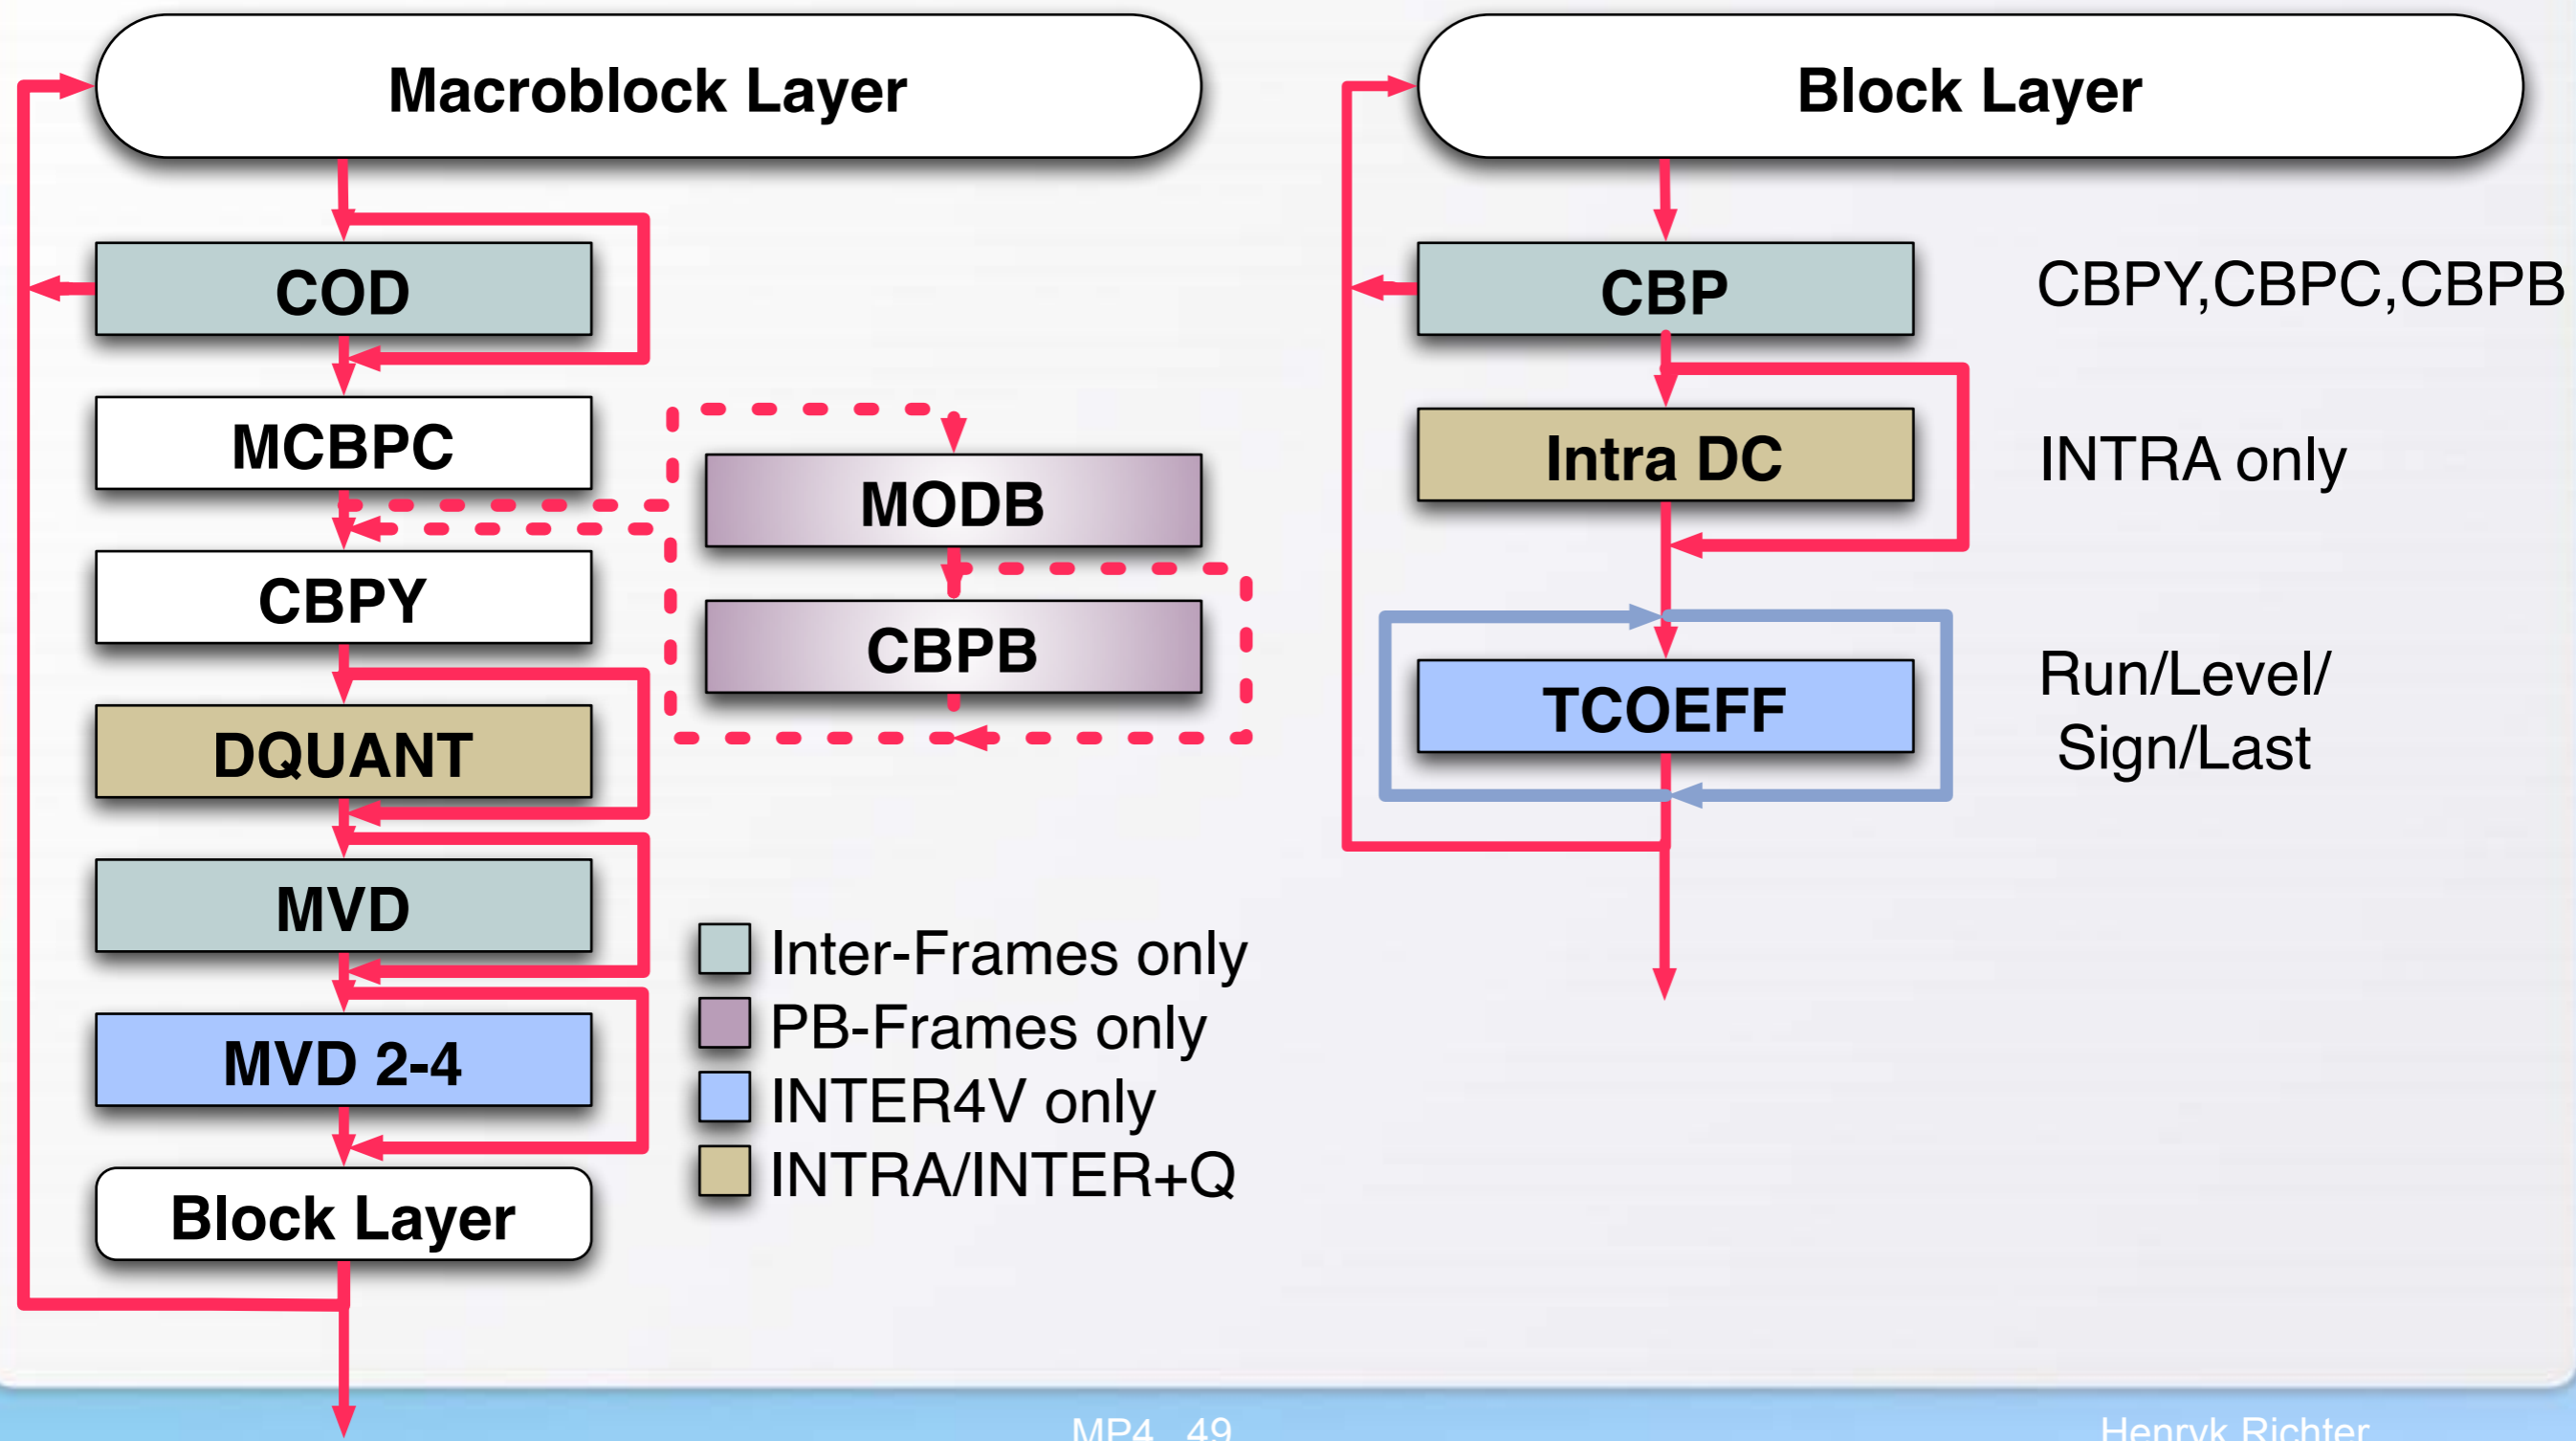 Macroblock Layer
COD
MCBPC
CBPY
DQUANT
MVD
MVD 2-4
Block Layer
MODB
CBPB
Inter-Frames only
PB-Frames only
INTER4V only
INTRA/INTER+Q
Block Layer
CBP
CBPY,CBPC,CBPB
Intra DC
INTRA only
TCOEFF
Run/Level/
Sign/Last
MP4 49
Henryk Richter